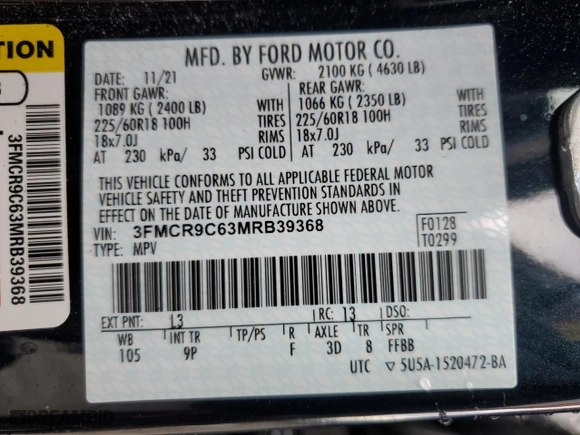 TION
3FMCR9C63MRB39368
MFD. BY FORD MOTOR CO.
DATE: 11/21 GVWR: 2100 KG ( 4630 LB)
FRONT GAWR: REAR GAWR:
1089 KG ( 2400 LB) WITH 1066 KG ( 2350 LB) WITH
225/60R18 100H TIRES 225/60R18 100H TIRES
18x7.0J RIMS 18x7.0J RIMS
AT 230 kPa/ 33 PSI COLD AT 230 kPa/ 33 PSI COLD
THIS VEHICLE CONFORMS TO ALL APPLICABLE FEDERAL MOTOR
VEHICLE SAFETY AND THEFT PREVENTION STANDARDS IN
EFFECT ON THE DATE OF MANUFACTURE SHOWN ABOVE.
VIN: 3FMCR9C63MRB39368 F0128
TYPE: MPV T0299
EXT PNT: L3 RC: 13 DSO:
WB INT TR TP/PS R AXLE TR SPR
105 9P F 3D 8 FFBB
UTC ▽5U5A-1520472-BA